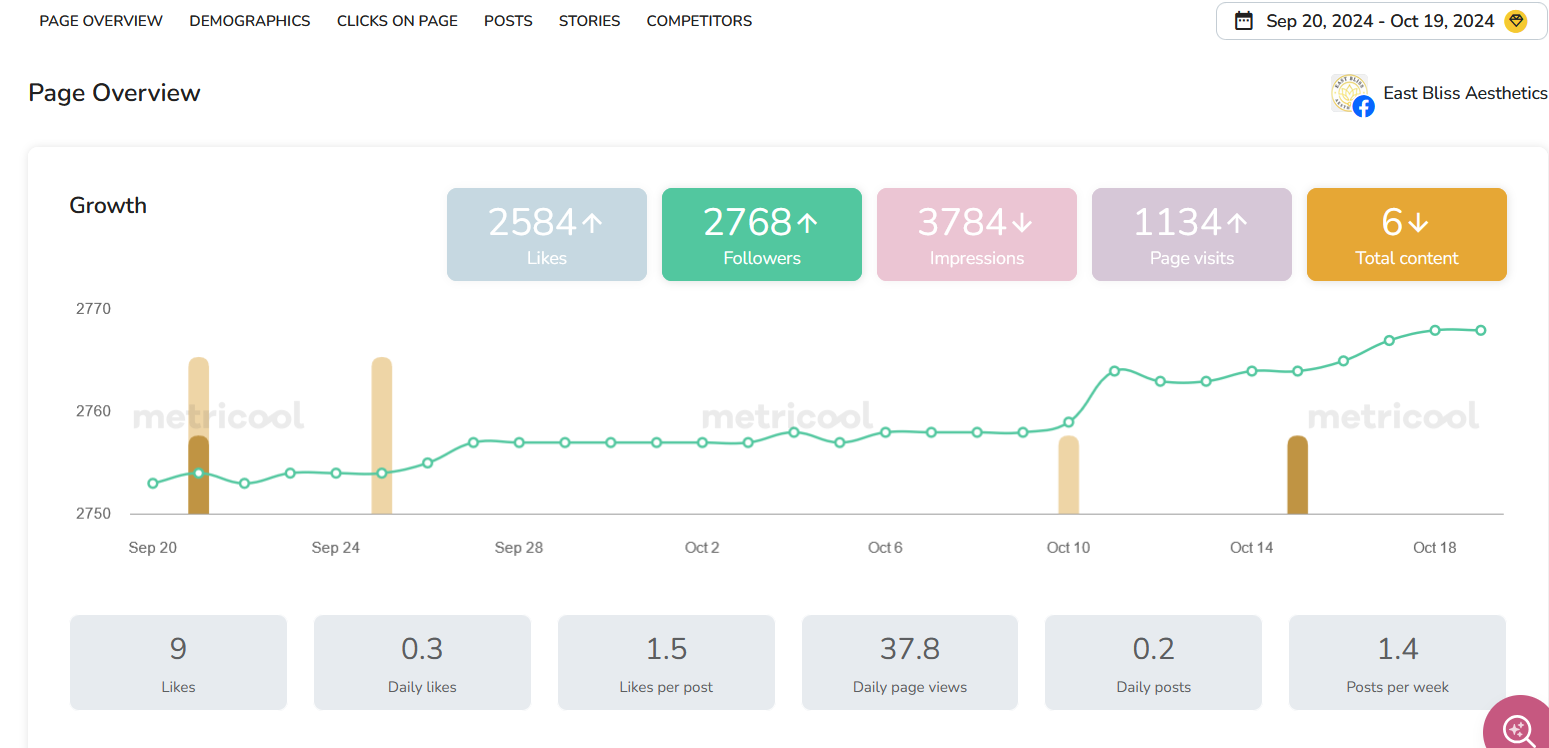 PAGE OVERVIEW DEMOGRAPHICS CLICKS ON PAGE POSTS STORIES COMPETITORS
Sep 20, 2024 - Oct 19, 2024
Page Overview
East Bliss Aesthetics
Growth
2584
Likes
2768
Followers
3784
Impressions
1134
Page visits
6
Total content
2770
2760
2750
metricool metricool metricool
Sep 20 Sep 24 Sep 28 Oct 2 Oct 6 Oct 10 Oct 14 Oct 18
9
Likes
0.3
Daily likes
1.5
Likes per post
37.8
Daily page views
0.2
Daily posts
1.4
Posts per week